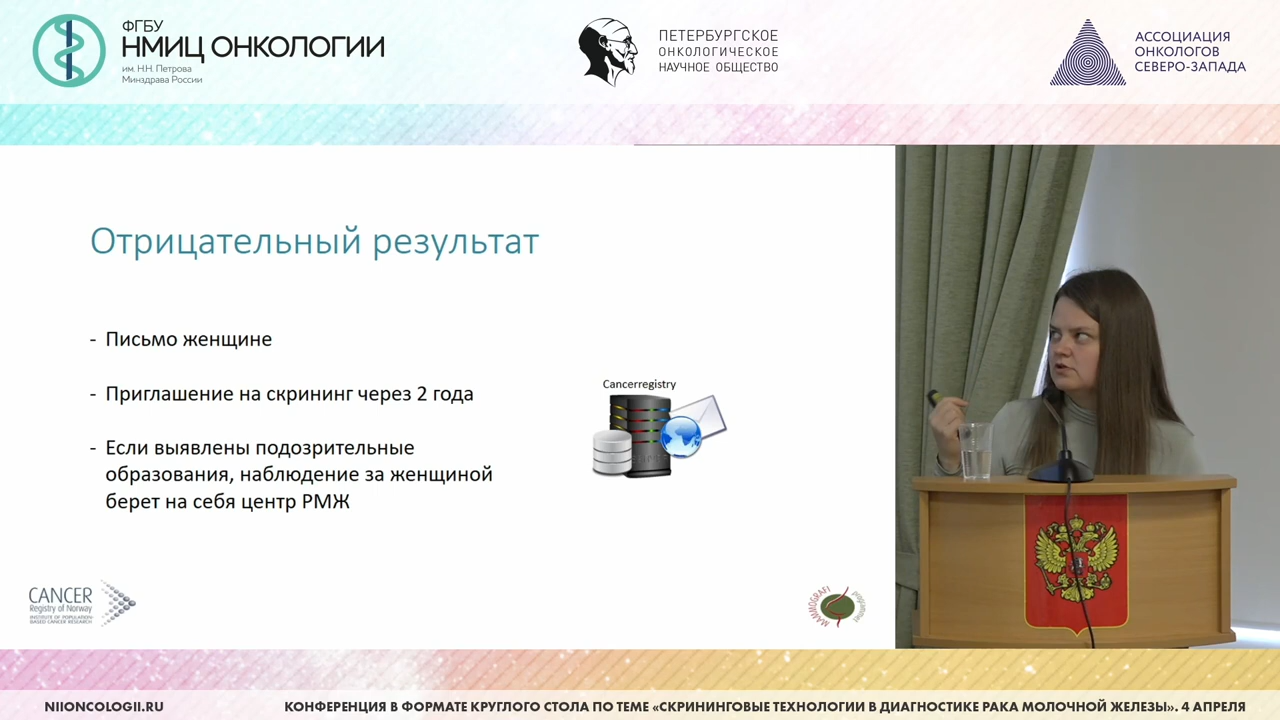 ФГБУ
НМИЦ ОНКОЛОГИИ
им. Н.Н. Петрова
Минздрава России
ПЕТЕРБУРГСКОЕ
ОНКОЛОГИЧЕСКОЕ
НАУЧНОЕ ОБЩЕСТВО
АССОЦИАЦИЯ
ОНКОЛОГОВ
СЕВЕРО-ЗАПАДА
Отрицательный результат
- Письмо женщине
- Приглашение на скрининг через 2 года
- Если выявлены подозрительные
образования, наблюдение за женщиной
берет на себя центр РМЖ
Cancerregistry
CANCER
Registry of Norway
INSTITUTE OF POPULATION-
BASED CANCER RESEARCH
MAMMOGRAFI
programmet
NIIONCOLOGII.RU
КОНФЕРЕНЦИЯ В ФОРМАТЕ КРУГЛОГО СТОЛА ПО ТЕМЕ «СКРИНИНГОВЫЕ ТЕХНОЛОГИИ В ДИАГНОСТИКЕ РАКА МОЛОЧНОЙ ЖЕЛЕЗЫ». 4 АПРЕЛЯ